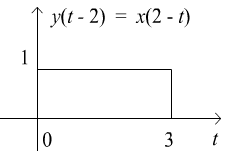 y(t - 2) = x(2 - t)
1
0 3 t